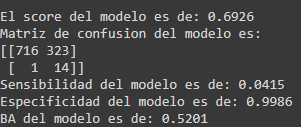 El score del modelo es de: 0.6926
Matriz de confusion del modelo es:
[[716 323]
 [  1  14]]
Sensibilidad del modelo es de: 0.0415
Especificidad del modelo es de: 0.9986
BA del modelo es de: 0.5201